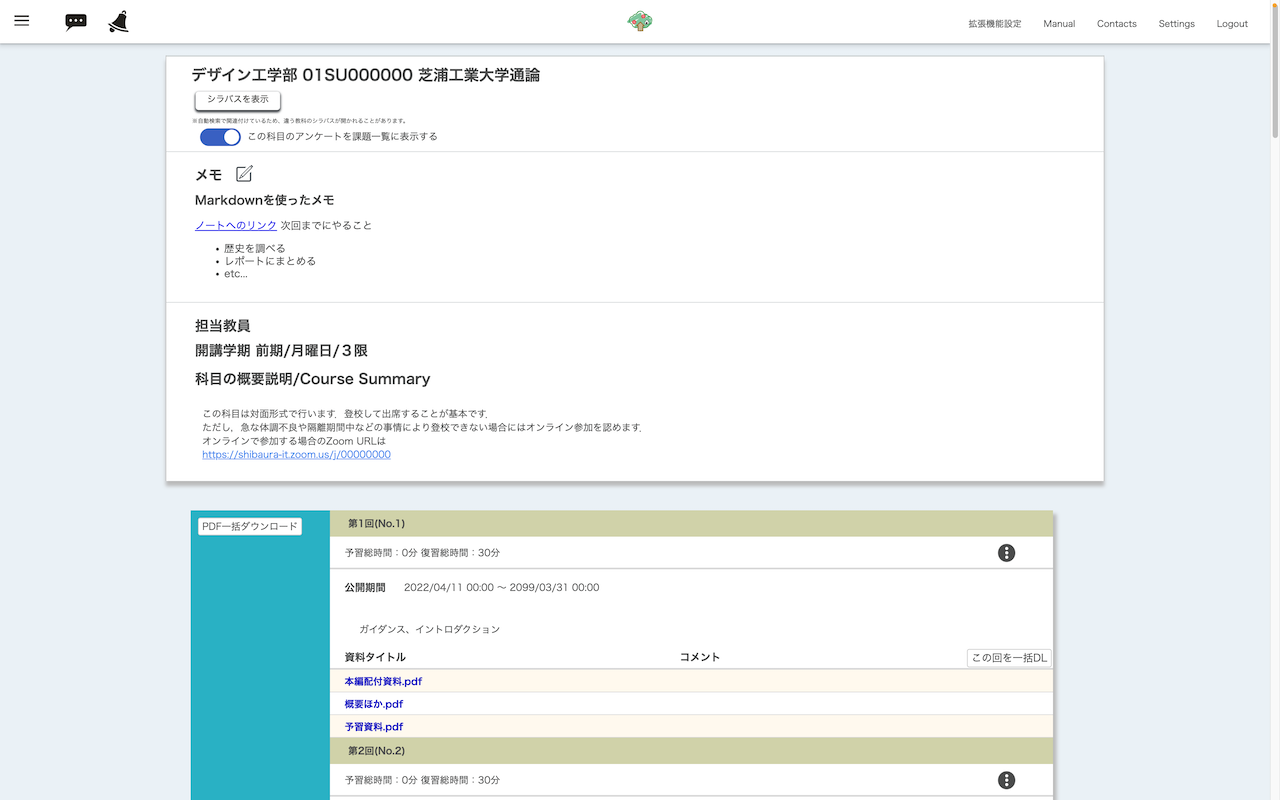 拡張機能設定 Manual Contacts Settings Logout
デザイン工学部 01SU000000 芝浦工業大学通論
シラバスを表示
※自動検索で関連付けているため、違う教科のシラバスが開かれることがあります。
この科目のアンケートを課題一覧に表示する
メモ
Markdownを使ったメモ
ノートへのリンク 次回までにやること
• 歴史を調べる
• レポートにまとめる
• etc...
担当教員
開講学期 前期/月曜日/３限
科目の概要説明/Course Summary
この科目は対面形式で行います．登校して出席することが基本です．
ただし，急な体調不良や隔離期間中などの事情により登校できない場合にはオンライン参加を認めます．
オンラインで参加する場合のZoom URLは
https://shibaura-it.zoom.us/j/00000000
PDF一括ダウンロード
第1回(No.1)
予習総時間：0分 復習総時間：30分
公開期間 2022/04/11 00:00 〜 2099/03/31 00:00
ガイダンス、イントロダクション
資料タイトル コメント この回を一括DL
本編配付資料.pdf
概要ほか.pdf
予習資料.pdf
第2回(No.2)
予習総時間：0分 復習総時間：30分